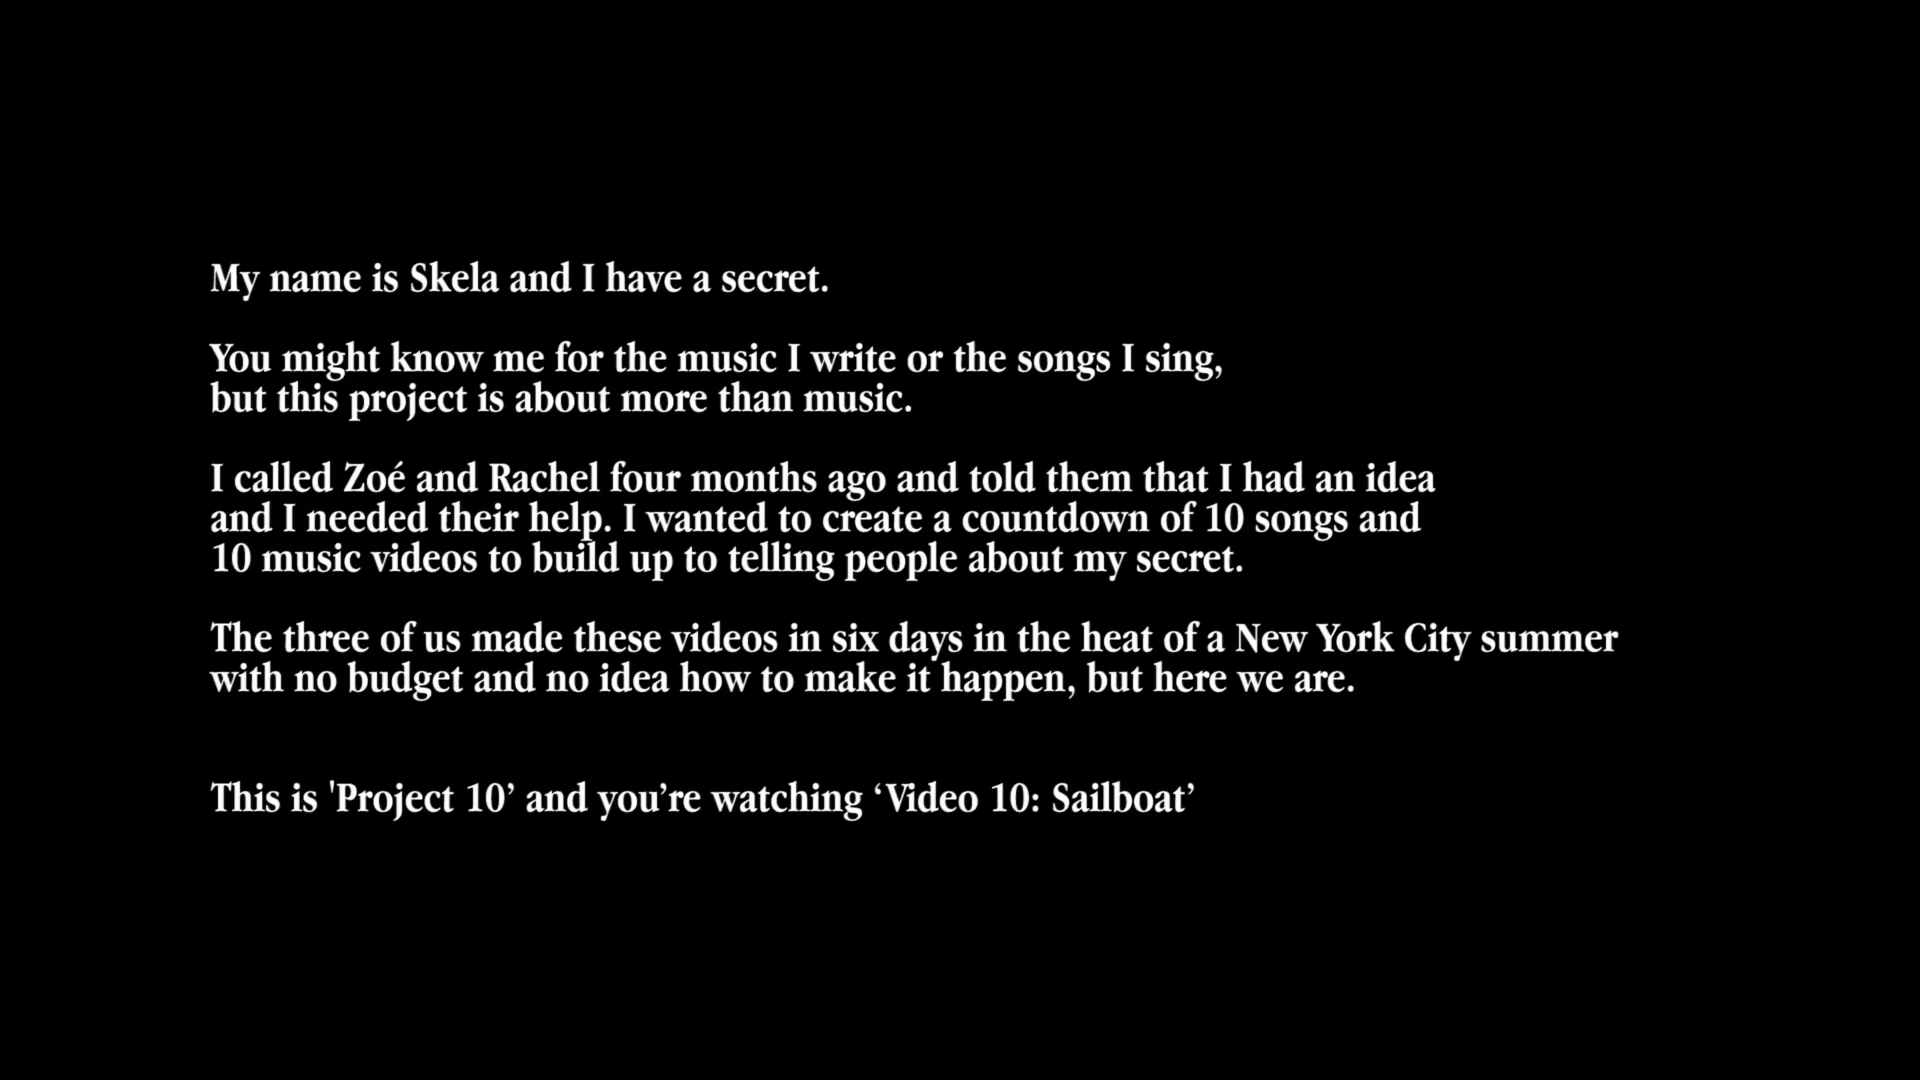 My name is Skela and I have a secret.
You might know me for the music I write or the songs I sing,
but this project is about more than music.
I called Zoé and Rachel four months ago and told them that I had an idea
and I needed their help. I wanted to create a countdown of 10 songs and
10 music videos to build up to telling people about my secret.
The three of us made these videos in six days in the heat of a New York City summer
with no budget and no idea how to make it happen, but here we are.
This is 'Project 10’ and you’re watching ‘Video 10: Sailboat’